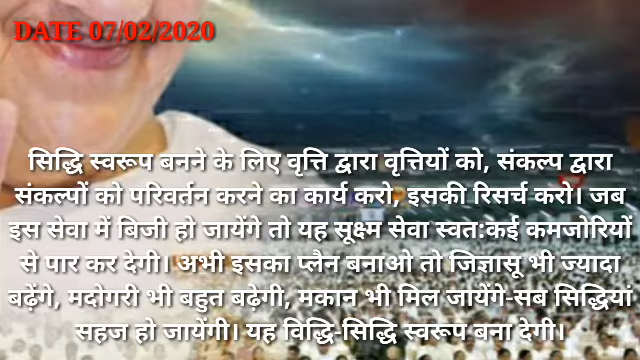 DATE 07/02/2020
सिद्धि स्वरूप बनने के लिए वृत्ति द्वारा वृत्तियों को, संकल्प द्वारा
संकल्पों को परिवर्तन करने का कार्य करो, इसकी रिसर्च करो। जब
इस सेवा में बिजी हो जायेंगे तो यह सूक्ष्म सेवा स्वत:कई कमजोरियों
से पार कर देगी। अभी इसका प्लैन बनाओ तो जिज्ञासू भी ज्यादा
बढ़ेंगे, मदोगरी भी बहुत बढ़ेगी, मकान भी मिल जायेंगे-सब सिद्धियां
सहज हो जायेंगी। यह विद्धि-सिद्धि स्वरूप बना देगी।